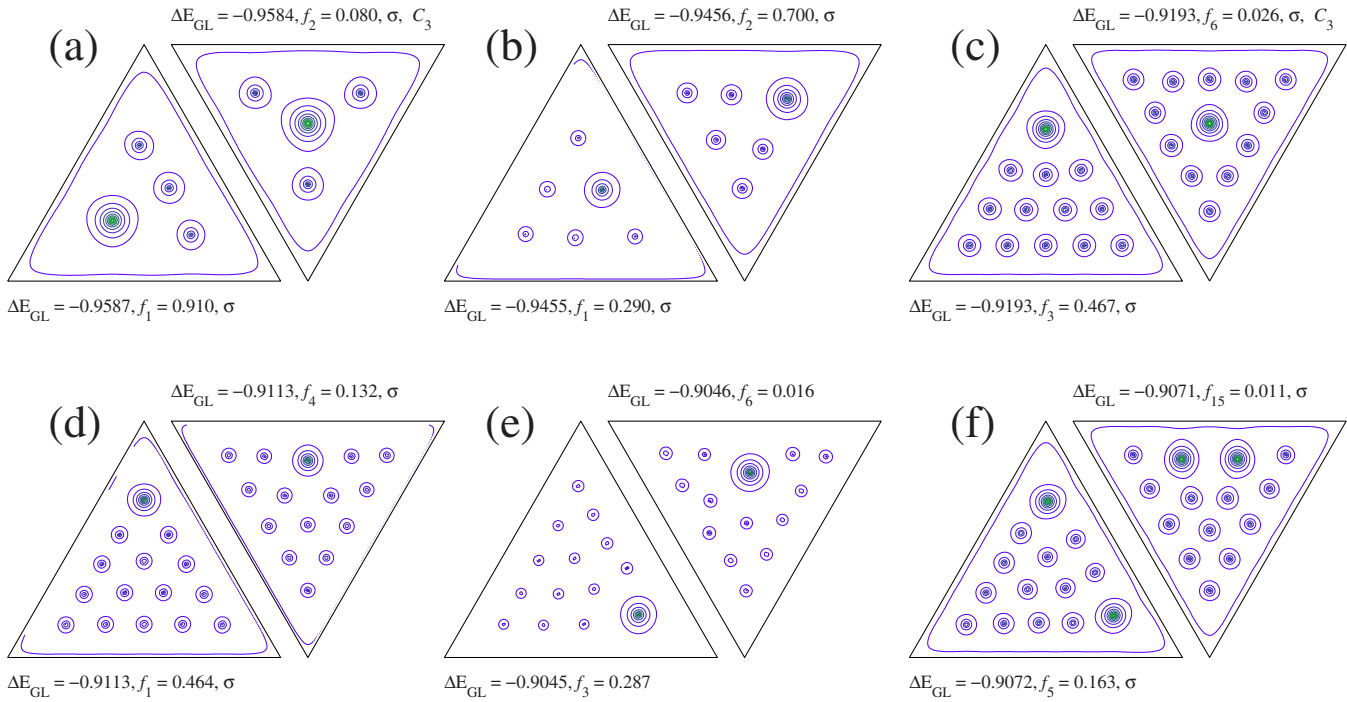 ΔE_GL = −0.9584, f_2 = 0.080, σ, C_3
ΔE_GL = −0.9456, f_2 = 0.700, σ
ΔE_GL = −0.9193, f_6 = 0.026, σ, C_3
(a)
(b)
(c)
ΔE_GL = −0.9587, f_1 = 0.910, σ
ΔE_GL = −0.9455, f_1 = 0.290, σ
ΔE_GL = −0.9193, f_3 = 0.467, σ
ΔE_GL = −0.9113, f_4 = 0.132, σ
ΔE_GL = −0.9046, f_6 = 0.016
ΔE_GL = −0.9071, f_15 = 0.011, σ
(d)
(e)
(f)
ΔE_GL = −0.9113, f_1 = 0.464, σ
ΔE_GL = −0.9045, f_3 = 0.287
ΔE_GL = −0.9072, f_5 = 0.163, σ